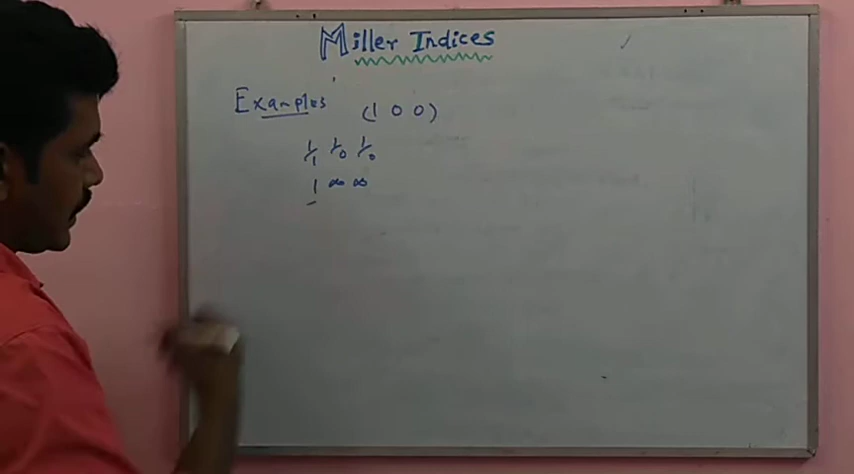 Miller Indices
Examples (1 0 0)
1/1 1/0 1/0
1 ∞ ∞